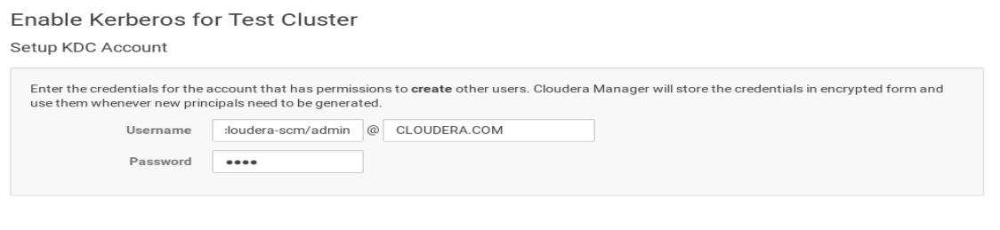 Enable Kerberos for Test Cluster
Setup KDC Account
Enter the credentials for the account that has permissions to create other users. Cloudera Manager will store the credentials in encrypted form and
use them whenever new principals need to be generated.
Username :loudera-scm/admin @ CLOUDERA.COM
Password ••••